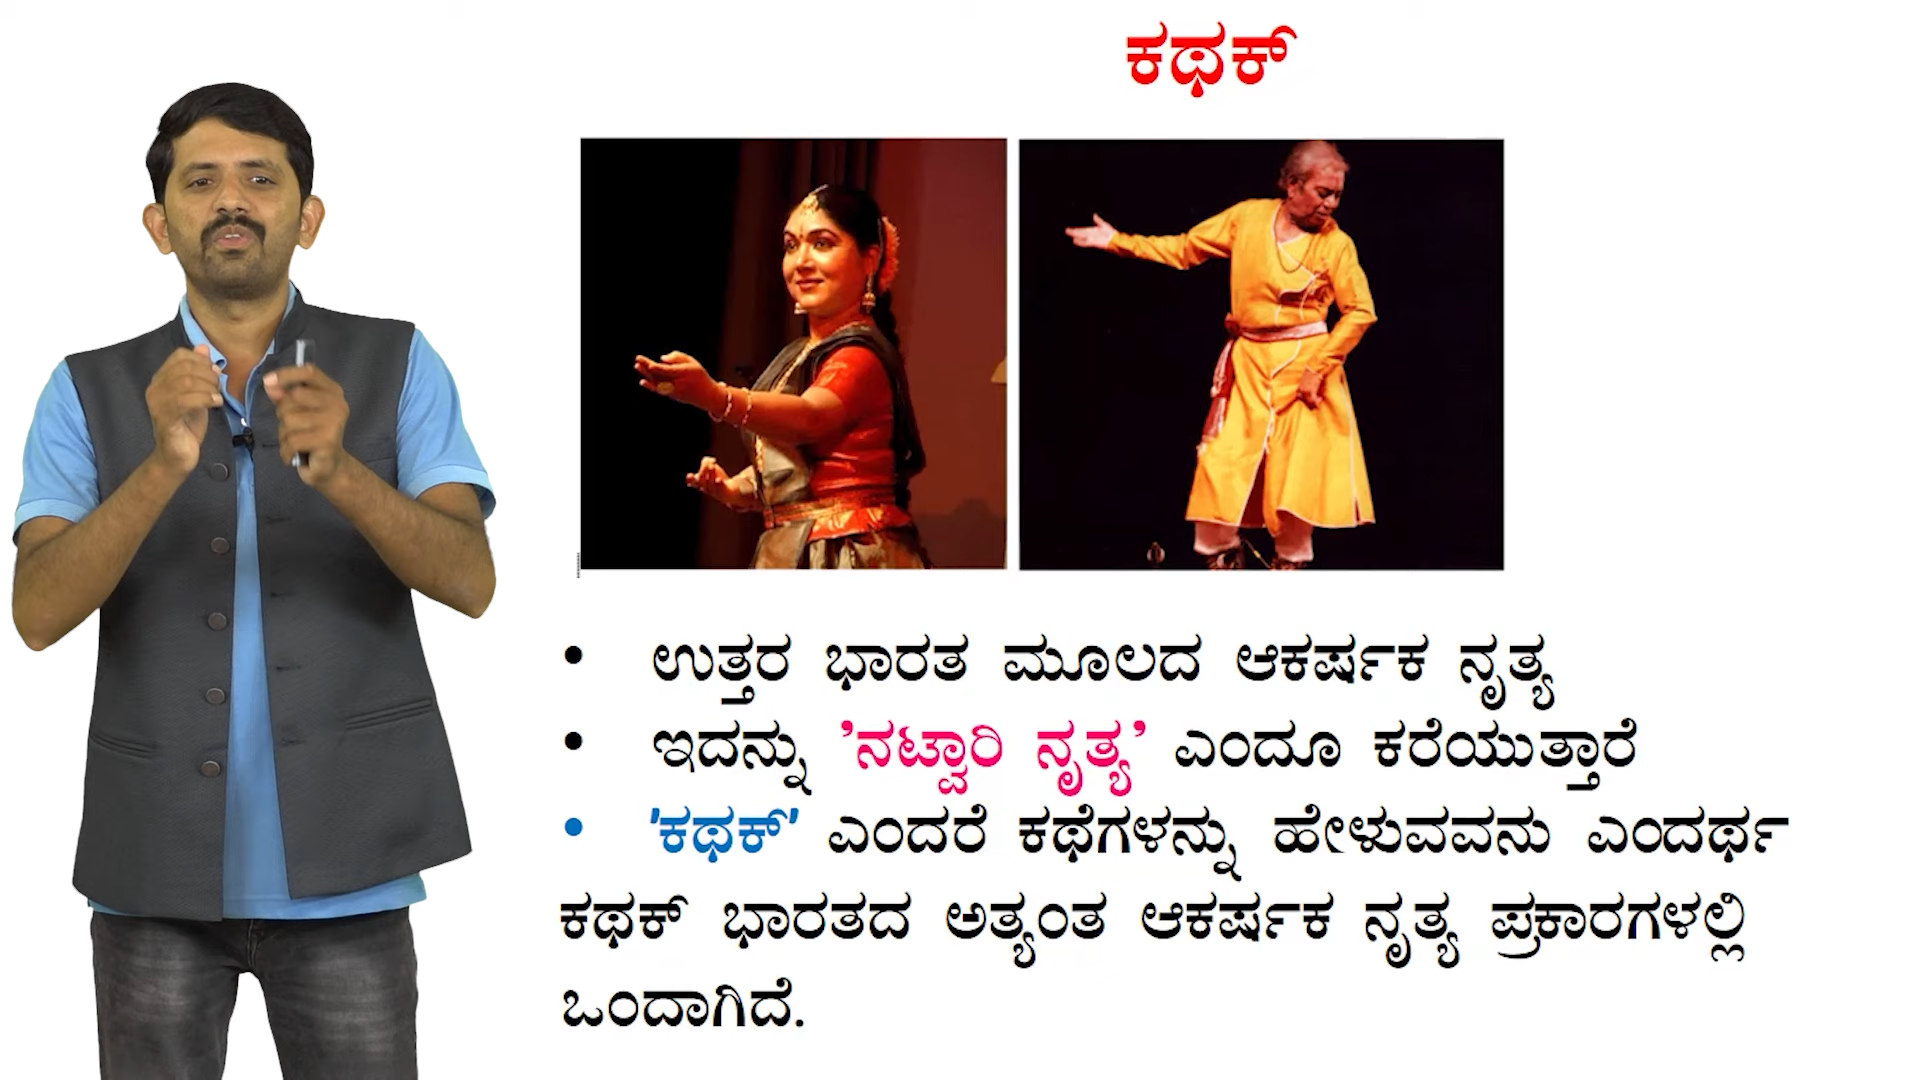 ಕಥಕ್
• ಉತ್ತರ ಭಾರತ ಮೂಲದ ಆಕರ್ಷಕ ನೃತ್ಯ
• ಇದನ್ನು 'ನಟ್ವಾರಿ ನೃತ್ಯ' ಎಂದೂ ಕರೆಯುತ್ತಾರೆ
• 'ಕಥಕ್' ಎಂದರೆ ಕಥೆಗಳನ್ನು ಹೇಳುವವನು ಎಂದರ್ಥ
ಕಥಕ್ ಭಾರತದ ಅತ್ಯಂತ ಆಕರ್ಷಕ ನೃತ್ಯ ಪ್ರಕಾರಗಳಲ್ಲಿ
ಒಂದಾಗಿದೆ.